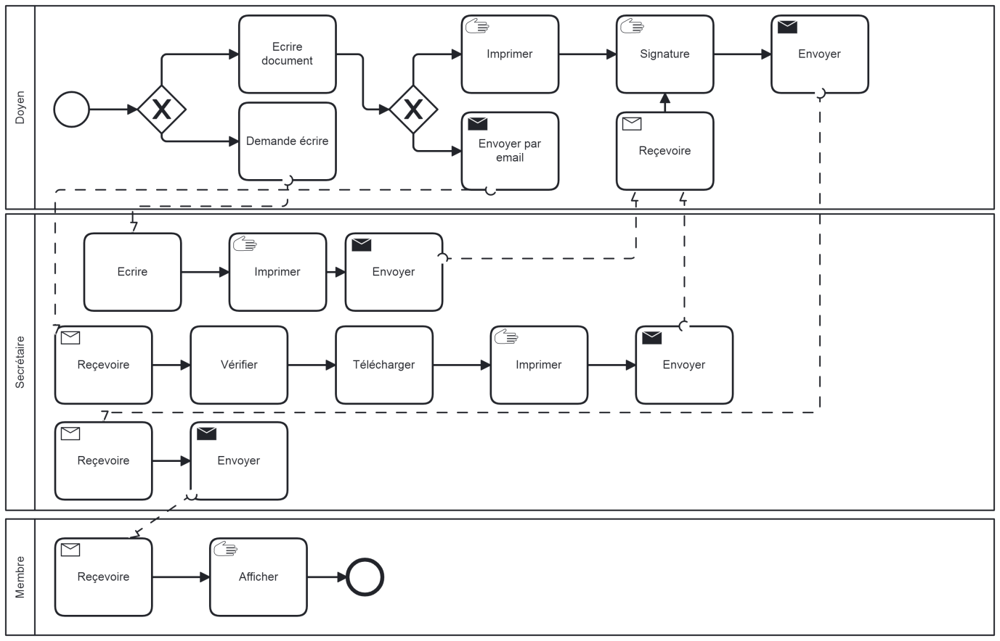 Doyen
Ecrire
document
Demande écrire
Imprimer
Envoyer par
email
Signature
Reçevoire
Envoyer
Secrétaire
Ecrire
Imprimer
Envoyer
Reçevoire
Vérifier
Télécharger
Imprimer
Envoyer
Reçevoire
Envoyer
Membre
Reçevoire
Afficher